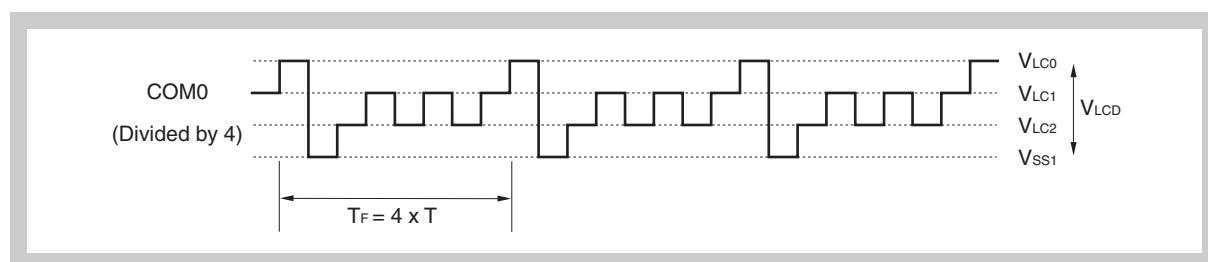 COM0
(Divided by 4)
VLC0
VLC1
VLC2
VSS1
VLCD
TF = 4 x T